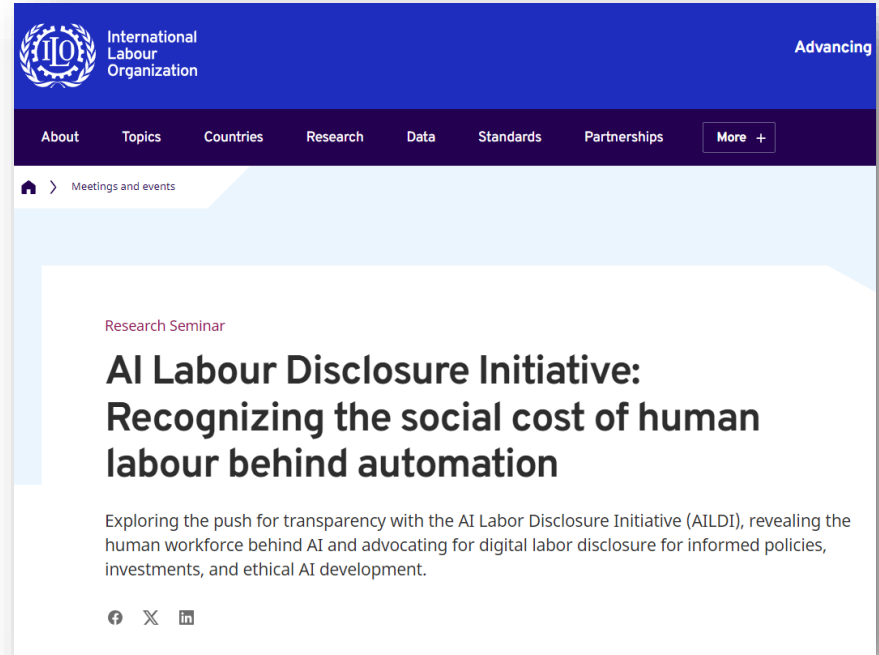 ILO
International
Labour
Organization
Advancing
About Topics Countries Research Data Standards Partnerships More +
Meetings and events
Research Seminar
AI Labour Disclosure Initiative:
Recognizing the social cost of human
labour behind automation
Exploring the push for transparency with the AI Labor Disclosure Initiative (AILDI), revealing the
human workforce behind AI and advocating for digital labor disclosure for informed policies,
investments, and ethical AI development.